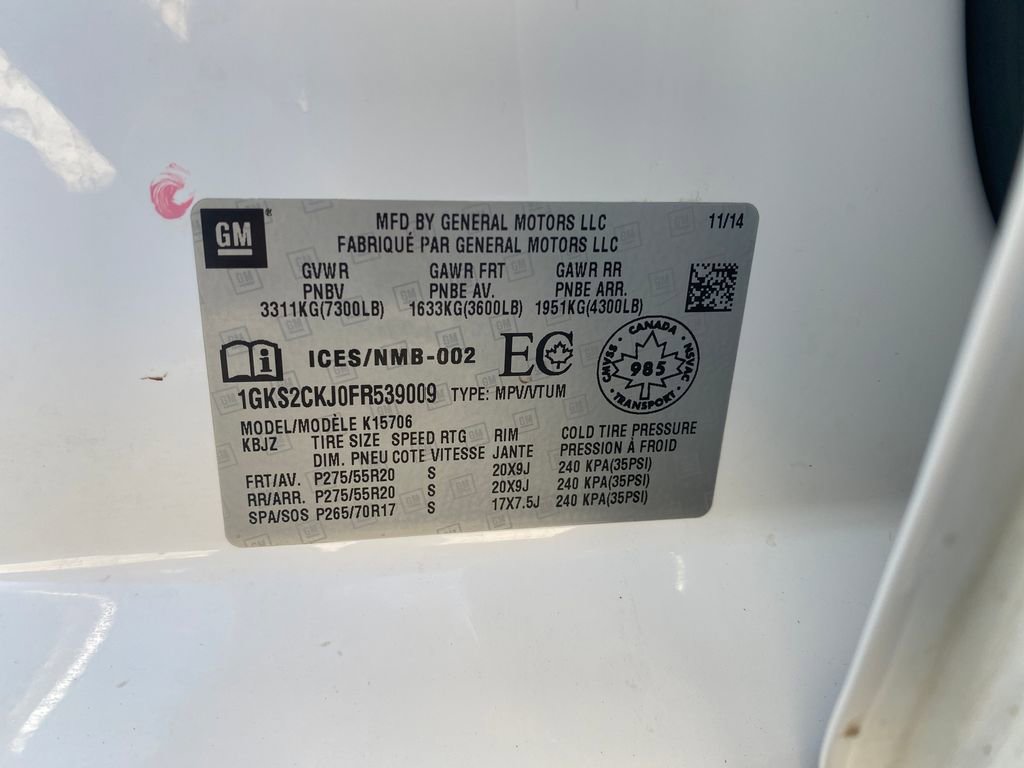 GM
MFD BY GENERAL MOTORS LLC
11/14
FABRIQUÉ PAR GENERAL MOTORS LLC
GVWR GAWR FRT GAWR RR
PNBV PNBE AV. PNBE ARR.
3311KG(7300LB) 1633KG(3600LB) 1951KG(4300LB)
i ICES/NMB-002 EC
CANADA
CMVSS 985 NSVAC
TRANSPORT
1GKS2CKJ0FR539009 TYPE: MPV/VTUM
MODEL/MODÈLE K15706
KBJZ TIRE SIZE SPEED RTG RIM COLD TIRE PRESSURE
DIM. PNEU COTE VITESSE JANTE PRESSION À FROID
FRT/AV. P275/55R20 S 20X9J 240 KPA(35PSI)
RR/ARR. P275/55R20 S 20X9J 240 KPA(35PSI)
SPA/SOS P265/70R17 S 17X7.5J 240 KPA(35PSI)